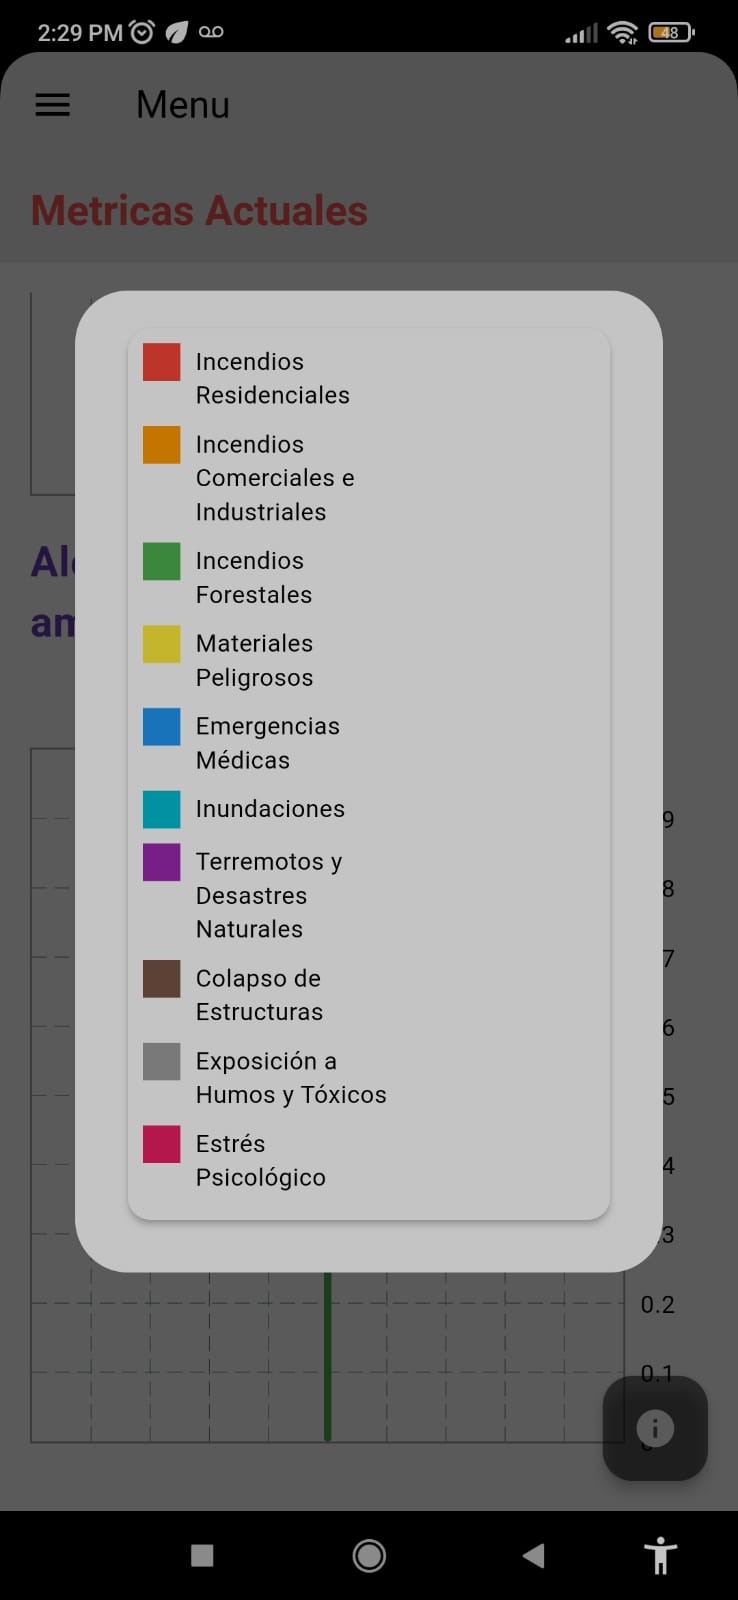 2:29 PM
48
Menu
Metricas Actuales
Incendios
Residenciales
Incendios
Comerciales e
Industriales
Incendios
Forestales
Materiales
Peligrosos
Emergencias
Médicas
Inundaciones
Terremotos y
Desastres
Naturales
Colapso de
Estructuras
Exposición a
Humos y Tóxicos
Estrés
Psicológico
9
8
7
6
5
4
.3
0.2
0.1